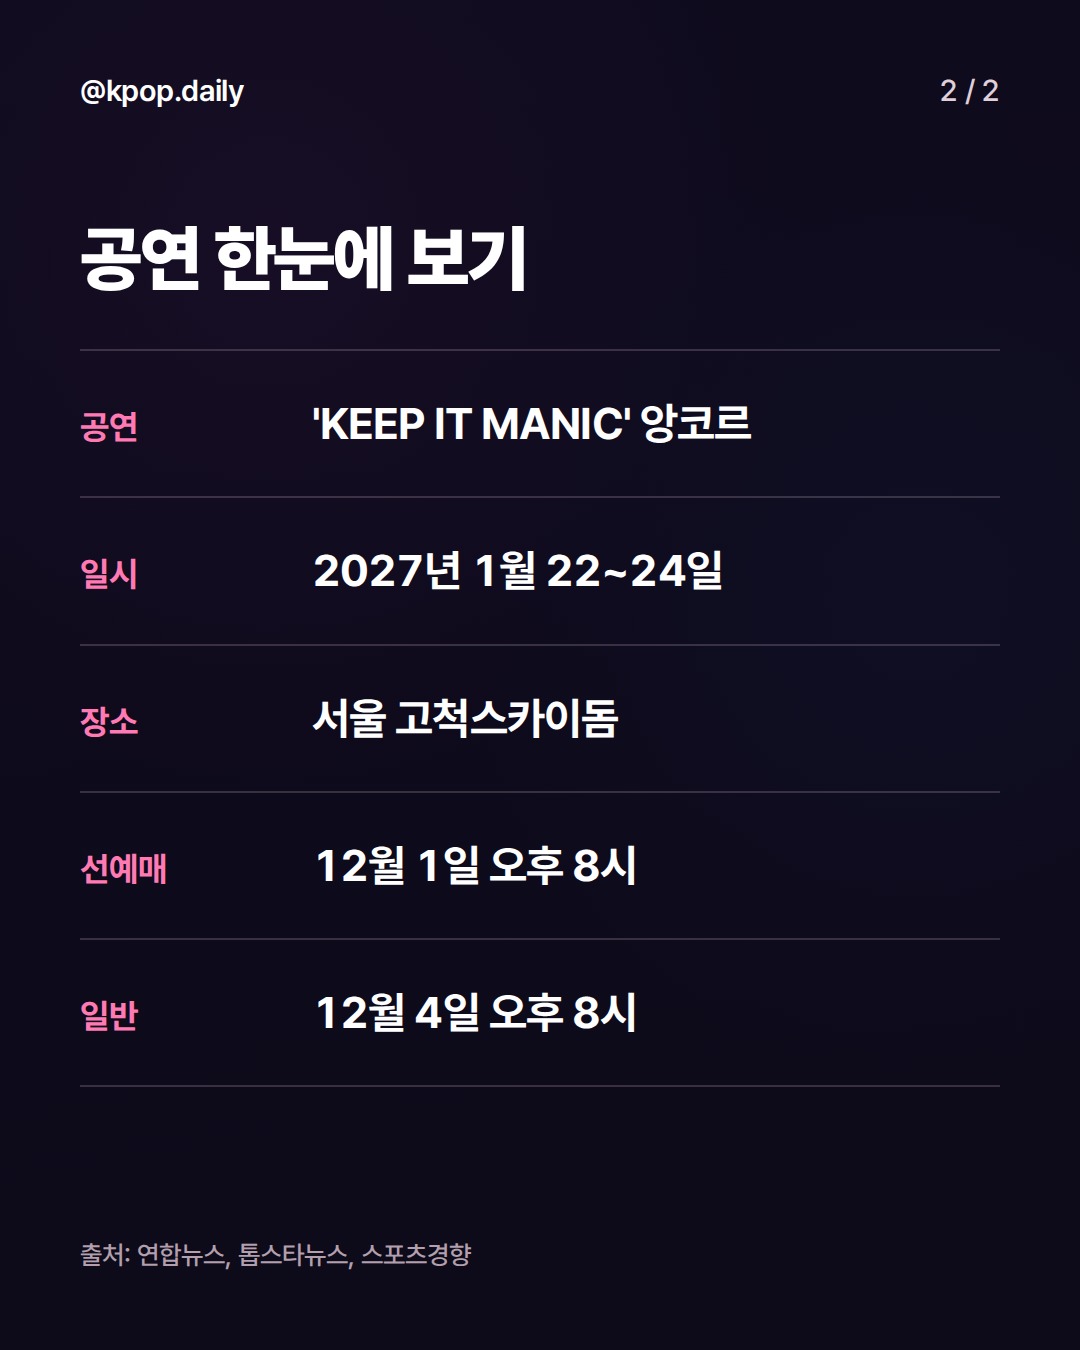 @kpop.daily
2 / 2
공연 한눈에 보기
공연
'KEEP IT MANIC' 앙코르
일시
2027년 1월 22~24일
장소
서울 고척스카이돔
선예매
12월 1일 오후 8시
일반
12월 4일 오후 8시
출처: 연합뉴스, 톱스타뉴스, 스포츠경향